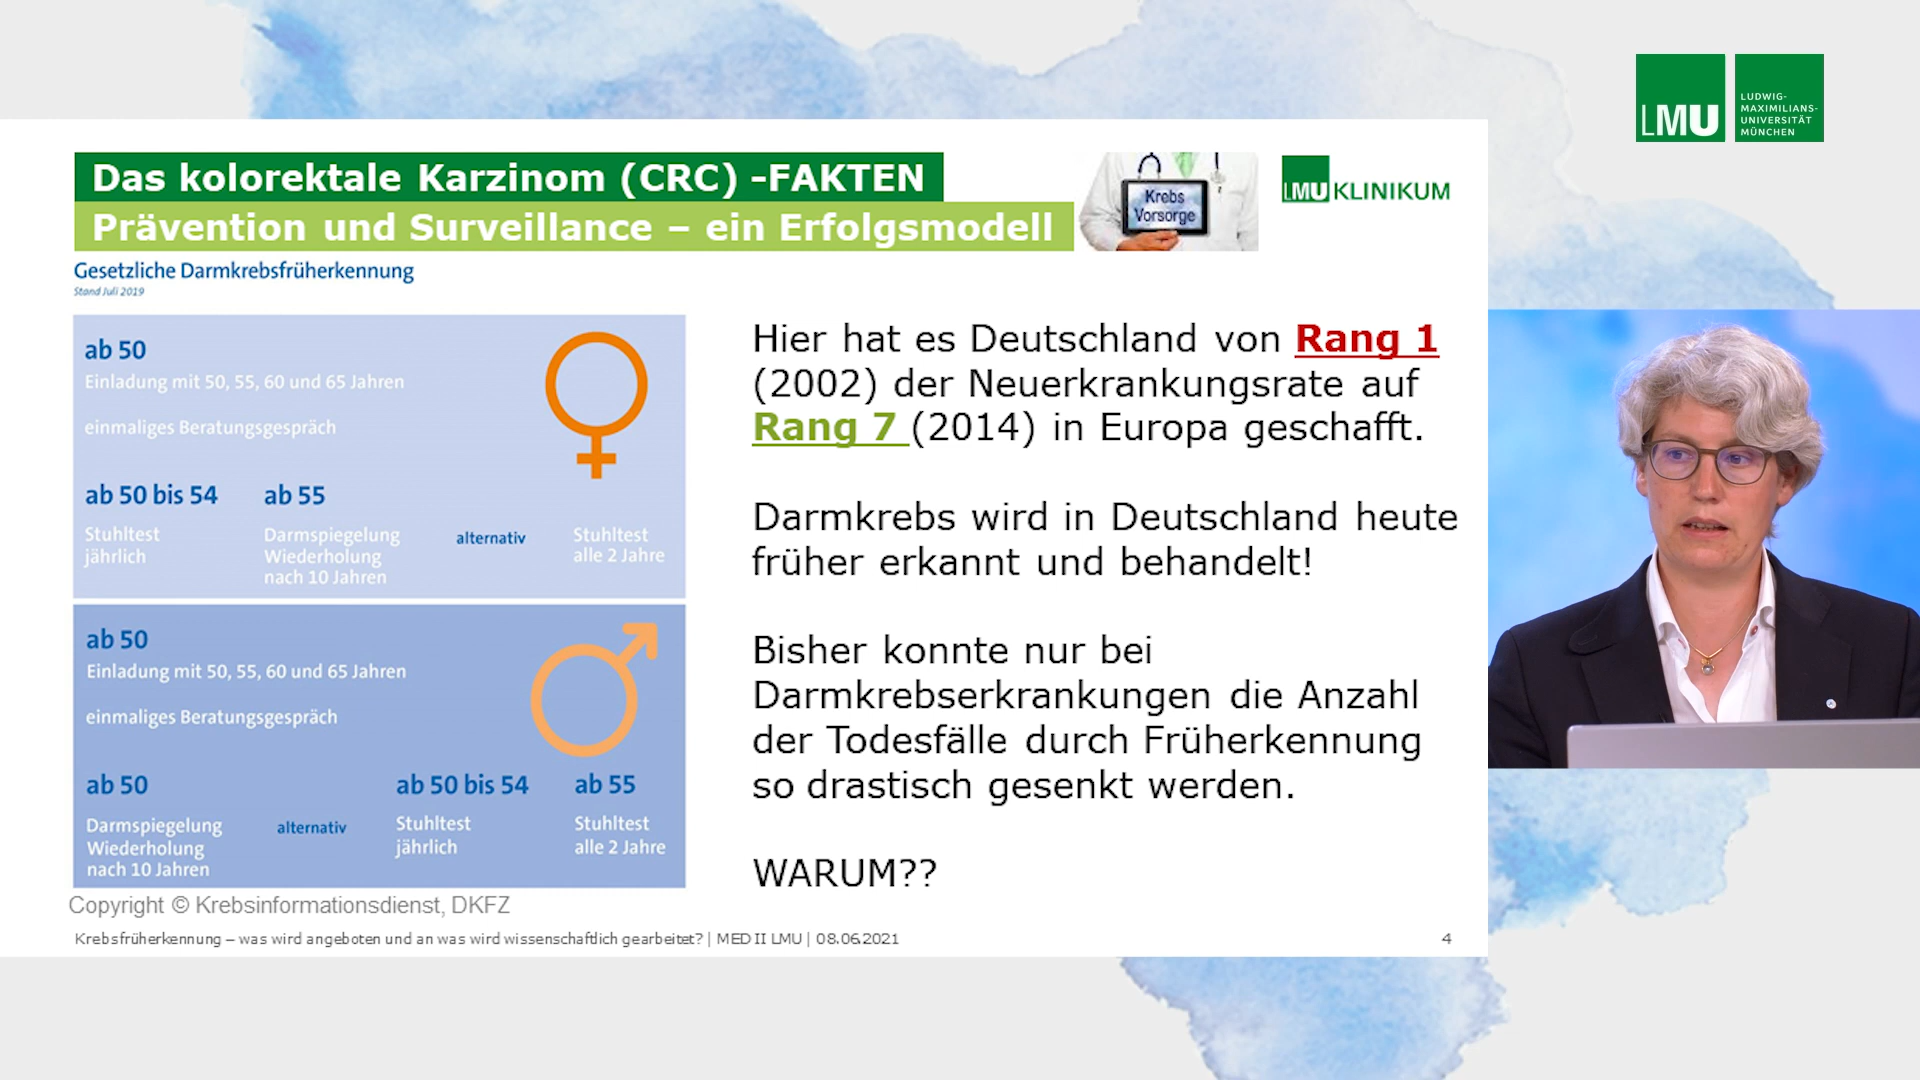 LMU
LUDWIG-
MAXIMILIANS-
UNIVERSITÄT
MÜNCHEN
Das kolorektale Karzinom (CRC) -FAKTEN
Prävention und Surveillance – ein Erfolgsmodell
Krebs
Vorsorge
LMU KLINIKUM
Gesetzliche Darmkrebsfrüherkennung
Stand Juli 2019
ab 50
Einladung mit 50, 55, 60 und 65 Jahren
einmaliges Beratungsgespräch
ab 50 bis 54
Stuhltest
jährlich
ab 55
Darmspiegelung
Wiederholung
nach 10 Jahren
alternativ
Stuhltest
alle 2 Jahre
ab 50
Einladung mit 50, 55, 60 und 65 Jahren
einmaliges Beratungsgespräch
ab 50
Darmspiegelung
Wiederholung
nach 10 Jahren
alternativ
ab 50 bis 54
Stuhltest
jährlich
ab 55
Stuhltest
alle 2 Jahre
Copyright © Krebsinformationsdienst, DKFZ
Hier hat es Deutschland von Rang 1
(2002) der Neuerkrankungsrate auf
Rang 7 (2014) in Europa geschafft.
Darmkrebs wird in Deutschland heute
früher erkannt und behandelt!
Bisher konnte nur bei
Darmkrebserkrankungen die Anzahl
der Todesfälle durch Früherkennung
so drastisch gesenkt werden.
WARUM??
Krebsfrüherkennung – was wird angeboten und an was wird wissenschaftlich gearbeitet? | MED II LMU | 08.06.2021
4